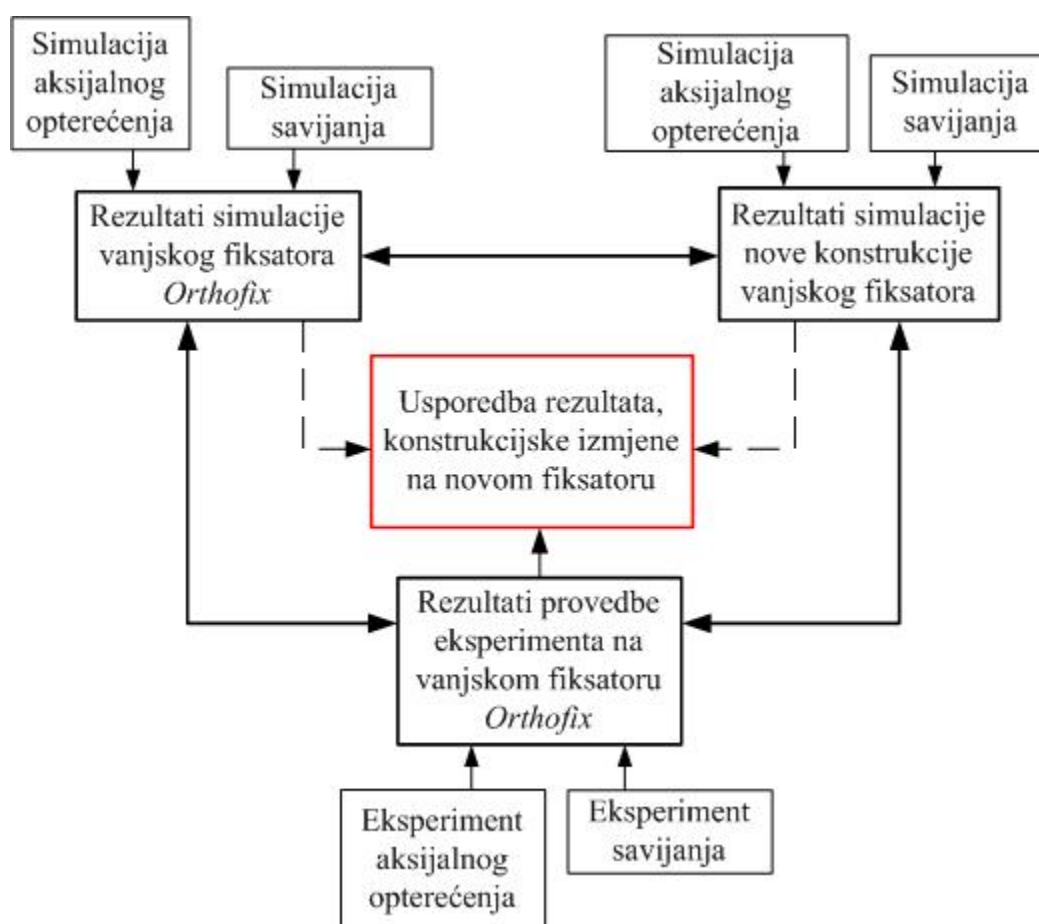 Simulacija
aksijalnog
opterećenja
Simulacija
savijanja
Simulacija
aksijalnog
opterećenja
Simulacija
savijanja
Rezultati simulacije
vanjskog fiksatora
Orthofix
Rezultati simulacije
nove konstrukcije
vanjskog fiksatora
Usporedba rezultata,
konstrukcijske izmjene
na novom fiksatoru
Rezultati provedbe
eksperimenta na
vanjskom fiksatoru
Orthofix
Eksperiment
aksijalnog
opterećenja
Eksperiment
savijanja